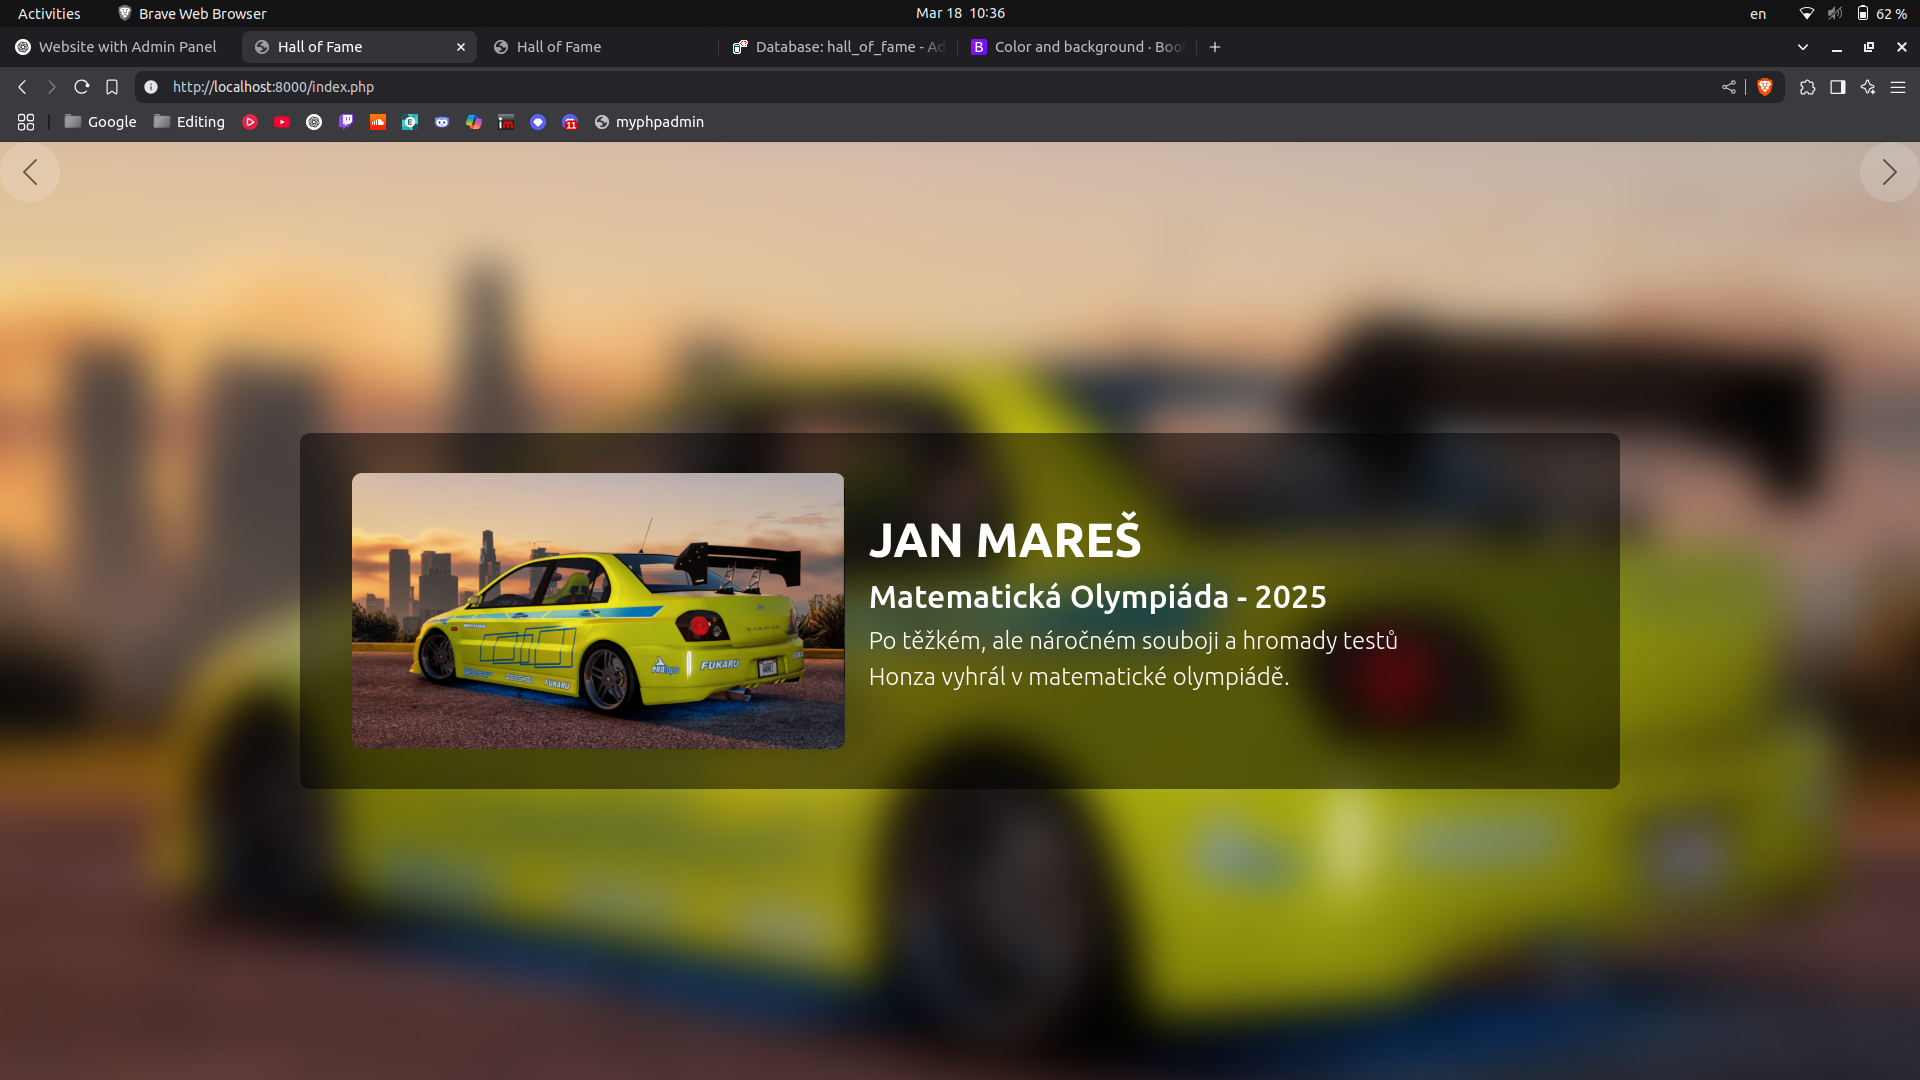 Activities Brave Web Browser Mar 18 10:36 en 62 %
Website with Admin Panel Hall of Fame Hall of Fame Database: hall_of_fame - Ad Color and background · Boo
http://localhost:8000/index.php
Google Editing myphpadmin
JAN MAREŠ
Matematická Olympiáda - 2025
Po těžkém, ale náročném souboji a hromady testů
Honza vyhrál v matematické olympiádě.
FUKARU
FUKARU